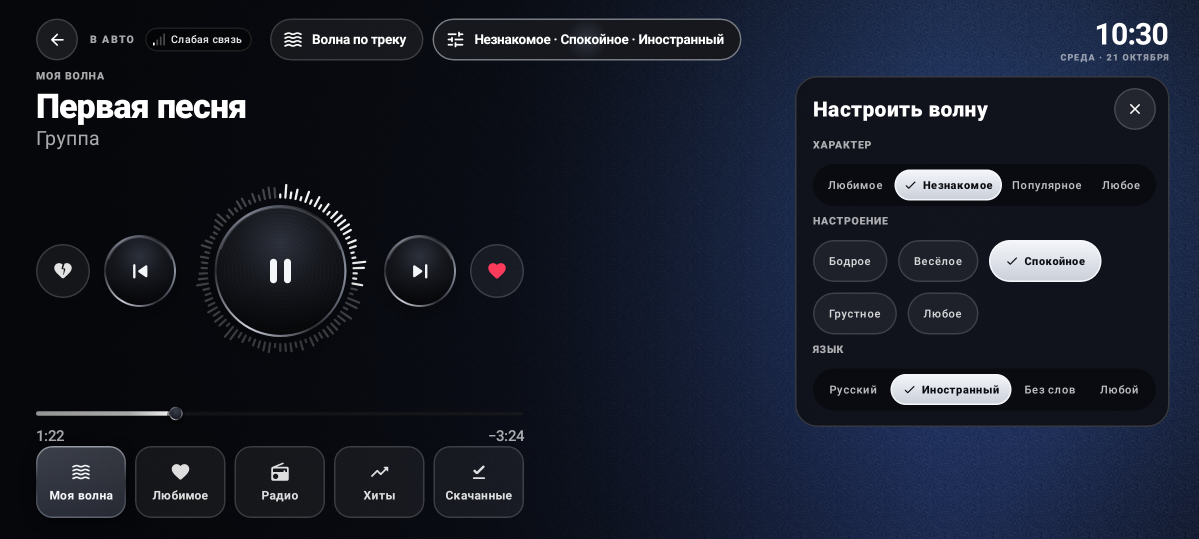 В АВТО
Слабая связь
Волна по треку
Незнакомое · Спокойное · Иностранный
10:30
СРЕДА · 21 ОКТЯБРЯ
МОЯ ВОЛНА
Первая песня
Группа
1:22
−3:24
Моя волна
Любимое
Радио
Хиты
Скачанные
Настроить волну
ХАРАКТЕР
Любимое
Незнакомое
Популярное
Любое
НАСТРОЕНИЕ
Бодрое
Весёлое
Спокойное
Грустное
Любое
ЯЗЫК
Русский
Иностранный
Без слов
Любой